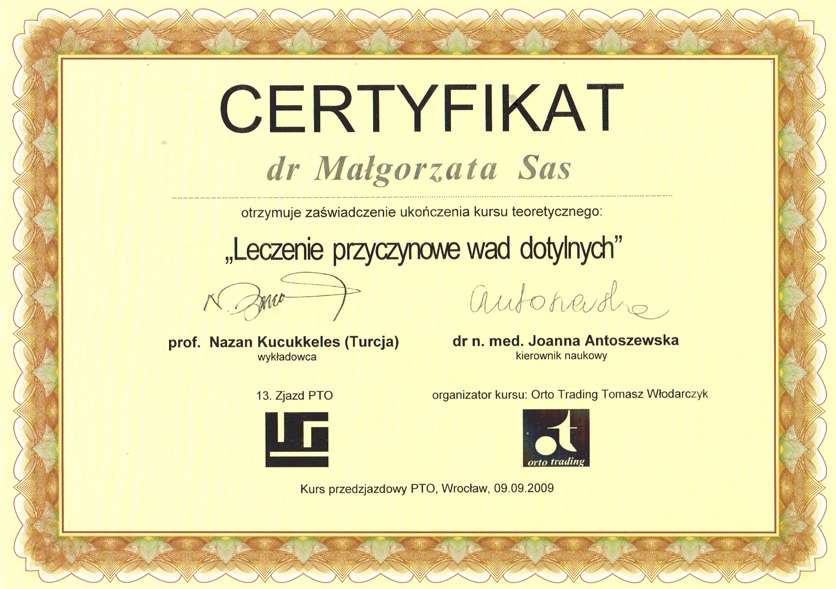 CERTYFIKAT
dr Małgorzata Sas
otrzymuje zaświadczenie ukończenia kursu teoretycznego:
„Leczenie przyczynowe wad dotylnych”
prof. Nazan Kucukkeles (Turcja)
wykładowca
dr n. med. Joanna Antoszewska
kierownik naukowy
13. Zjazd PTO
organizator kursu: Orto Trading Tomasz Włodarczyk
ot
orto trading
Kurs przedzjazdowy PTO, Wrocław, 09.09.2009